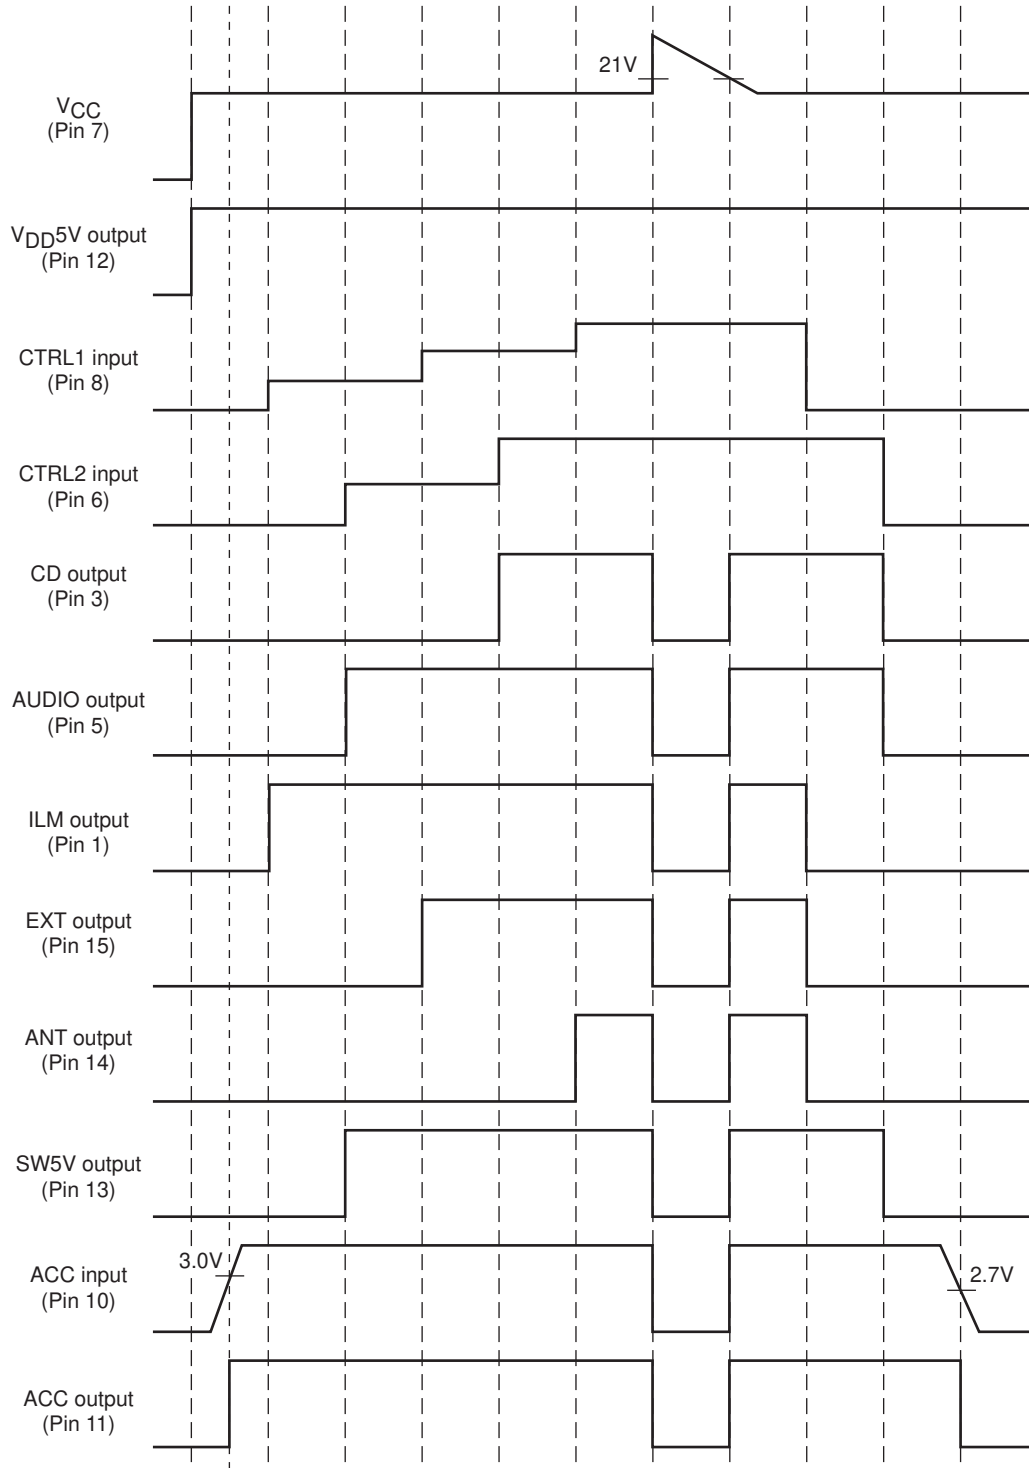 21V
VCC
(Pin 7)
VDD5V output
(Pin 12)
CTRL1 input
(Pin 8)
CTRL2 input
(Pin 6)
CD output
(Pin 3)
AUDIO output
(Pin 5)
ILM output
(Pin 1)
EXT output
(Pin 15)
ANT output
(Pin 14)
SW5V output
(Pin 13)
3.0V
ACC input
(Pin 10)
2.7V
ACC output
(Pin 11)